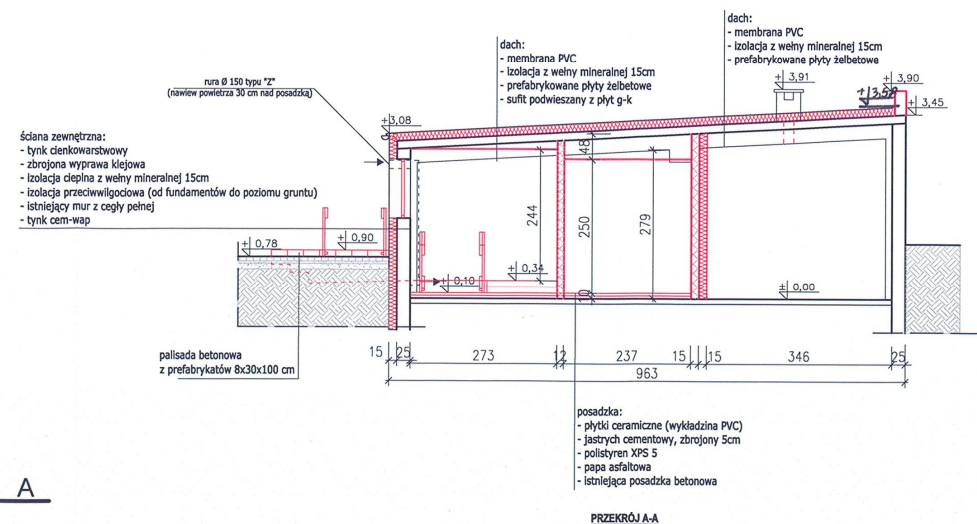 dach:
- membrana PVC
- izolacja z wełny mineralnej 15cm
- prefabrykowane płyty żelbetowe
dach:
- membrana PVC
- izolacja z wełny mineralnej 15cm
- prefabrykowane płyty żelbetowe
- sufit podwieszany z płyt g-k
rura Ø 150 typu "Z"
(nawiew powietrza 30 cm nad posadzką)
+ 3,91
+ 3,90
+ 3,45
+3,08
ściana zewnętrzna:
- tynk cienkowarstwowy
- zbrojona wyprawa klejowa
- izolacja cieplna z wełny mineralnej 15cm
- izolacja przeciwwilgociowa (od fundamentów do poziomu gruntu)
- istniejący mur z cegły pełnej
- tynk cem-wap
48
244
250
279
+ 0,78
+ 0,90
+ 0,34
+ 0,10
10
± 0,00
15 25 273 12 237 15 15 346 25
963
palisada betonowa
z prefabrykatów 8x30x100 cm
posadzka:
- płytki ceramiczne (wykładzina PVC)
- jastrych cementowy, zbrojony 5cm
- polistyren XPS 5
- papa asfaltowa
- istniejąca posadzka betonowa
A
PRZEKRÓJ A-A